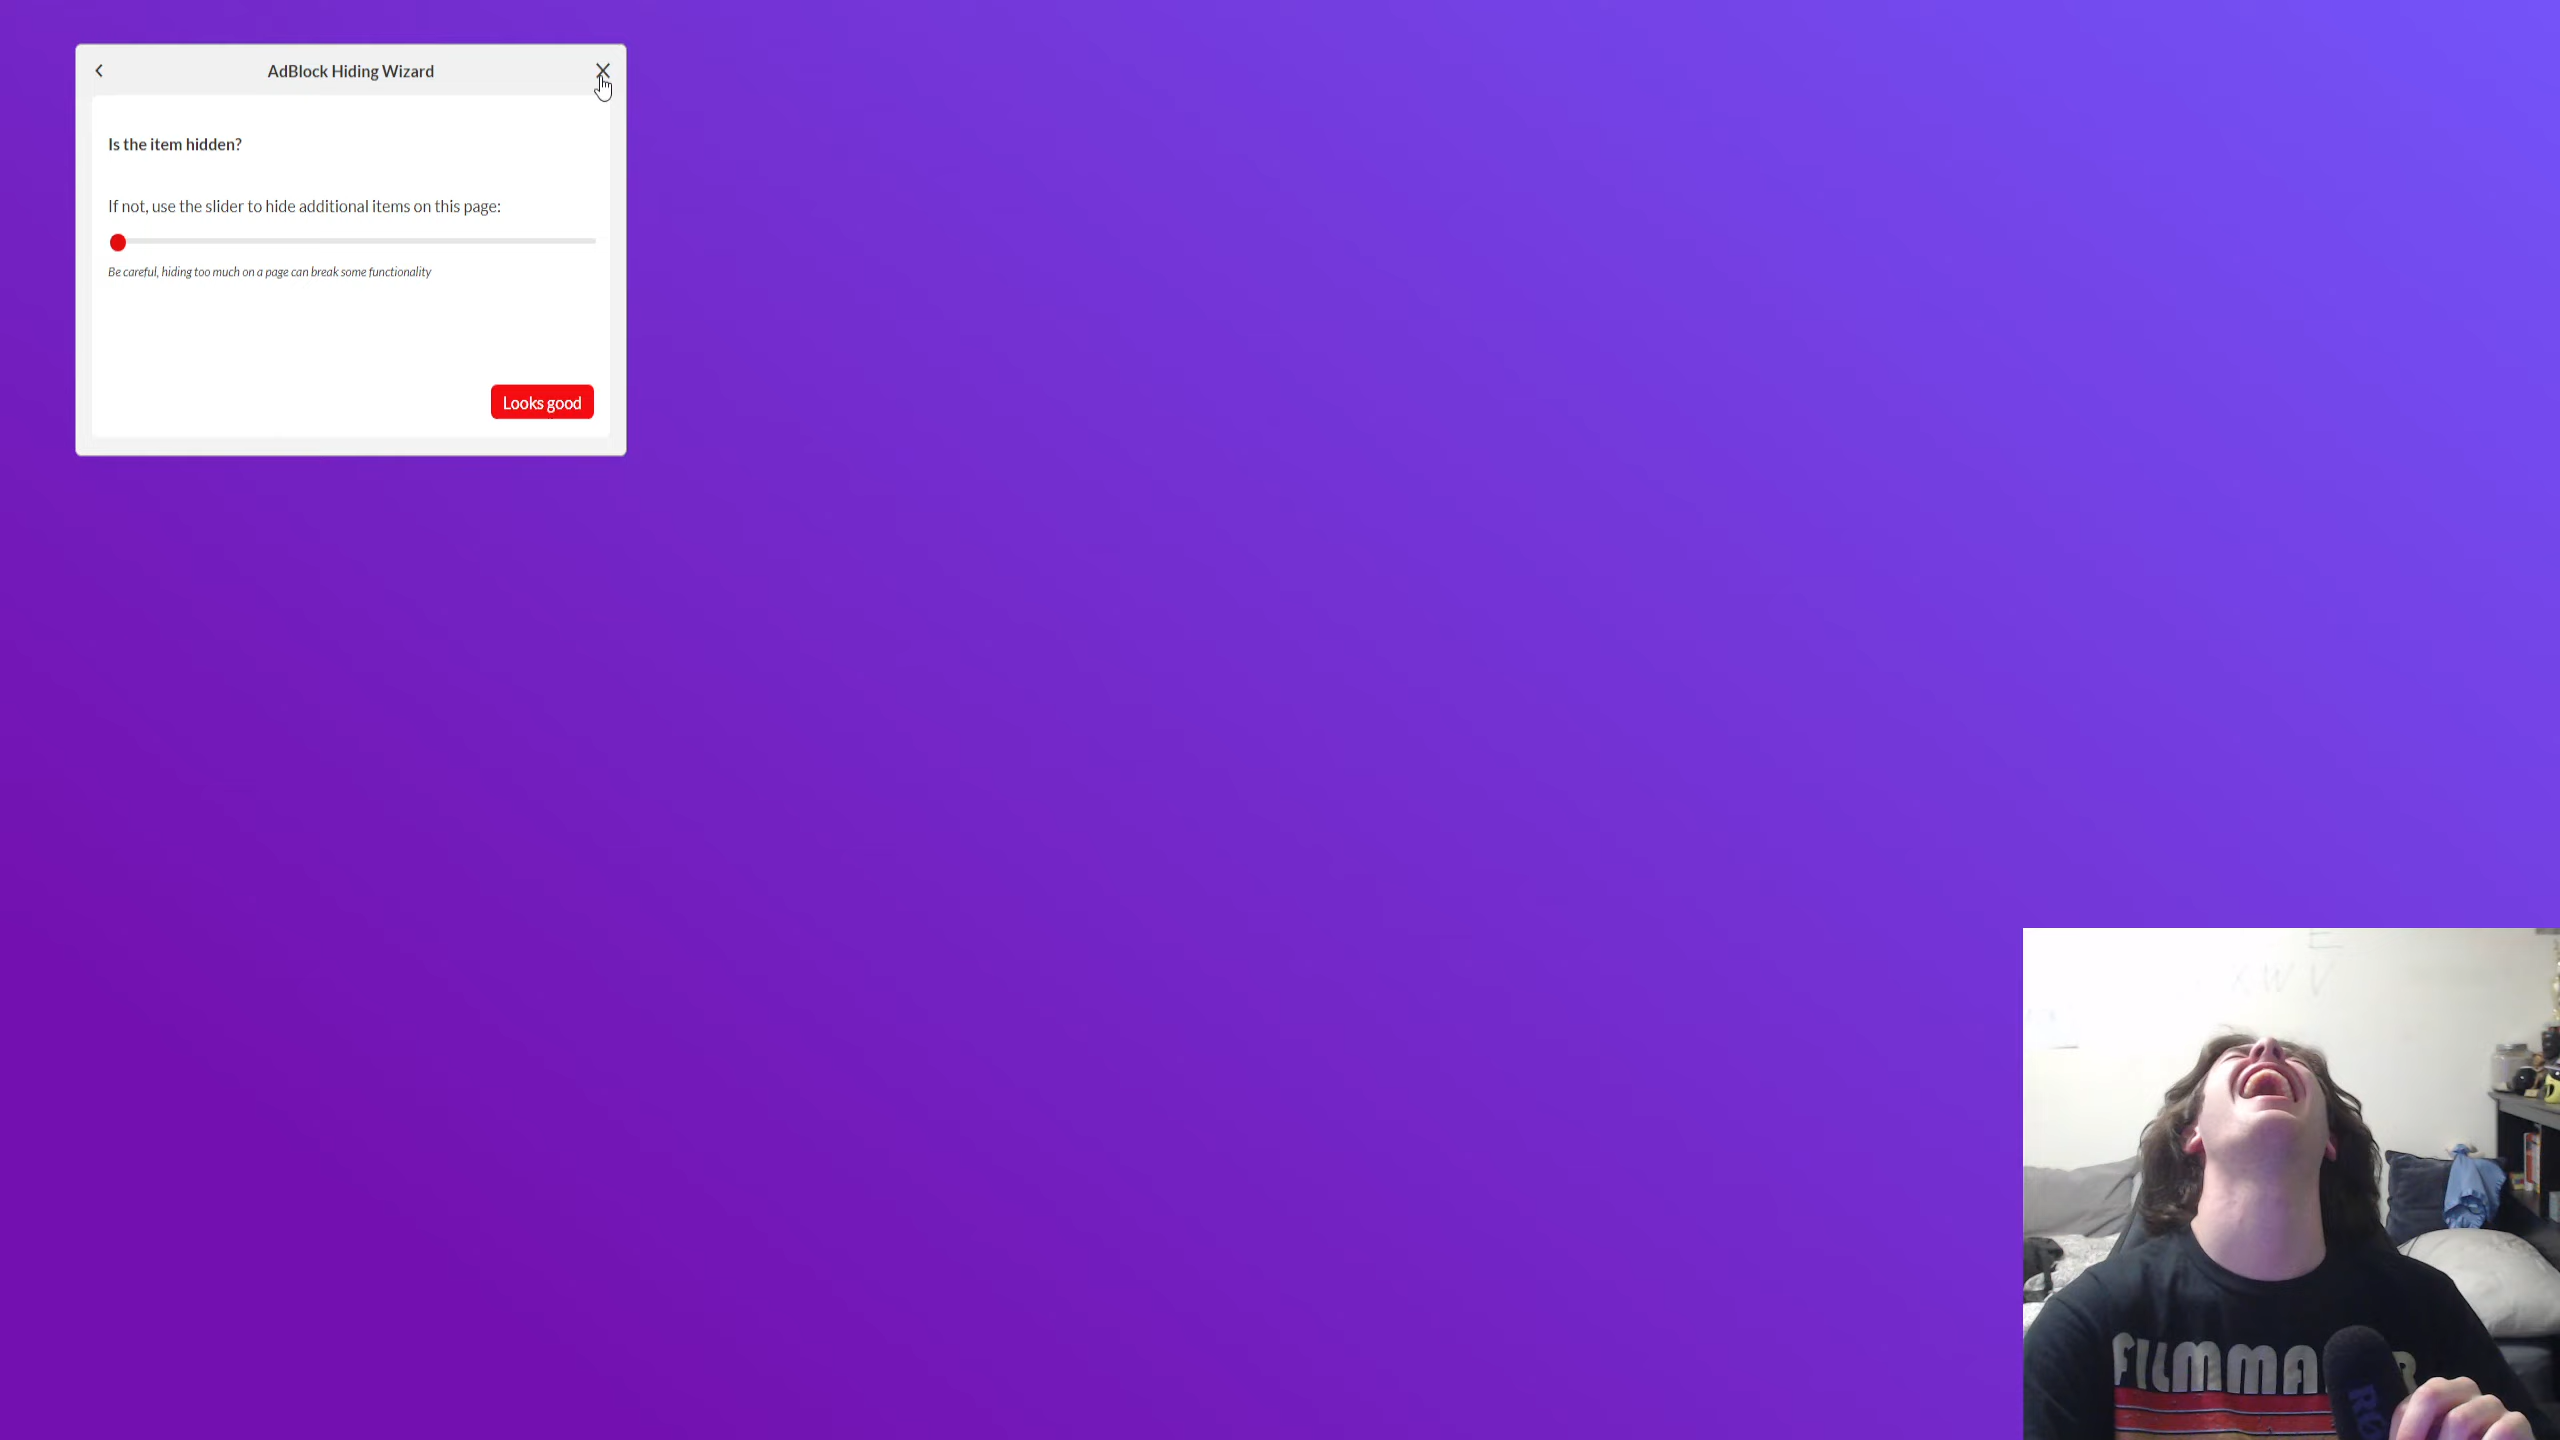 AdBlock Hiding Wizard
Is the item hidden?
If not, use the slider to hide additional items on this page:
Be careful, hiding too much on a page can break some functionality
Looks good
E
X W V
FILMMA R